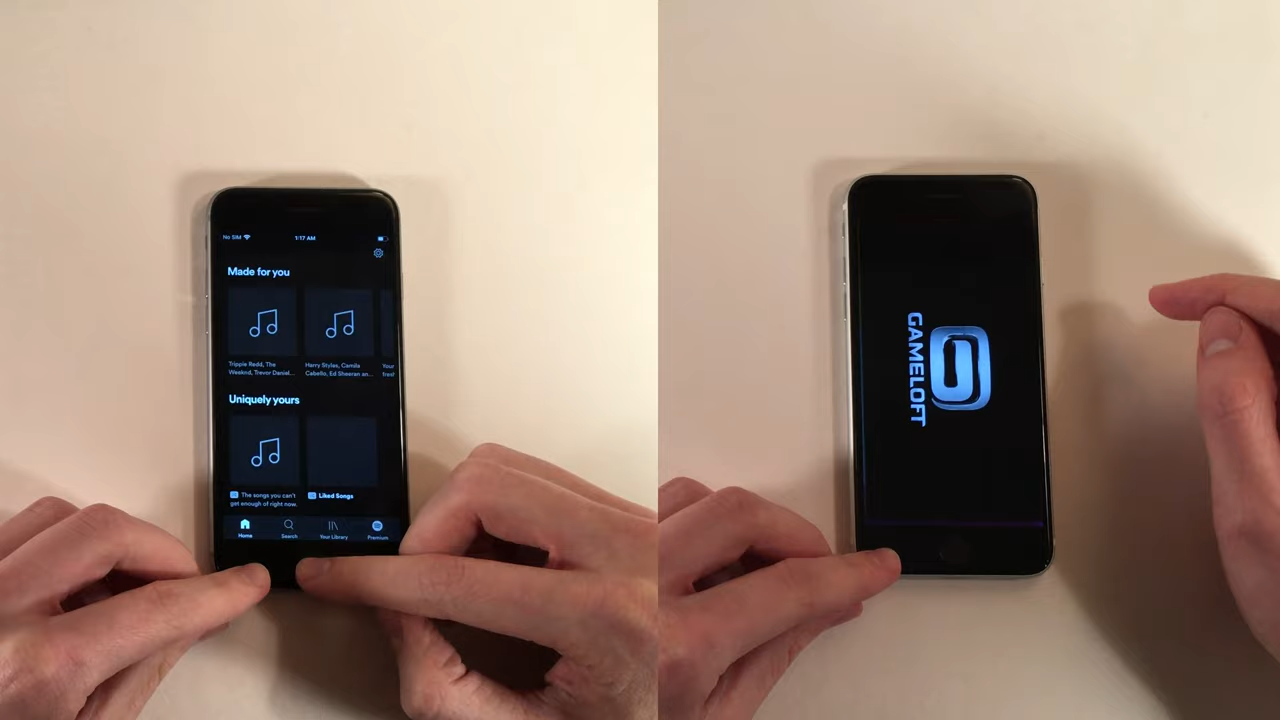 No SIM
1:17 AM
Made for you
Trippie Redd, The
Weeknd, Trevor Daniel...
Harry Styles, Camila
Cabello, Ed Sheeran an...
Your
fresh
Uniquely yours
The songs you can't
get enough of right now.
Liked Songs
Home
Search
Your Library
Premium
GAMELOFT